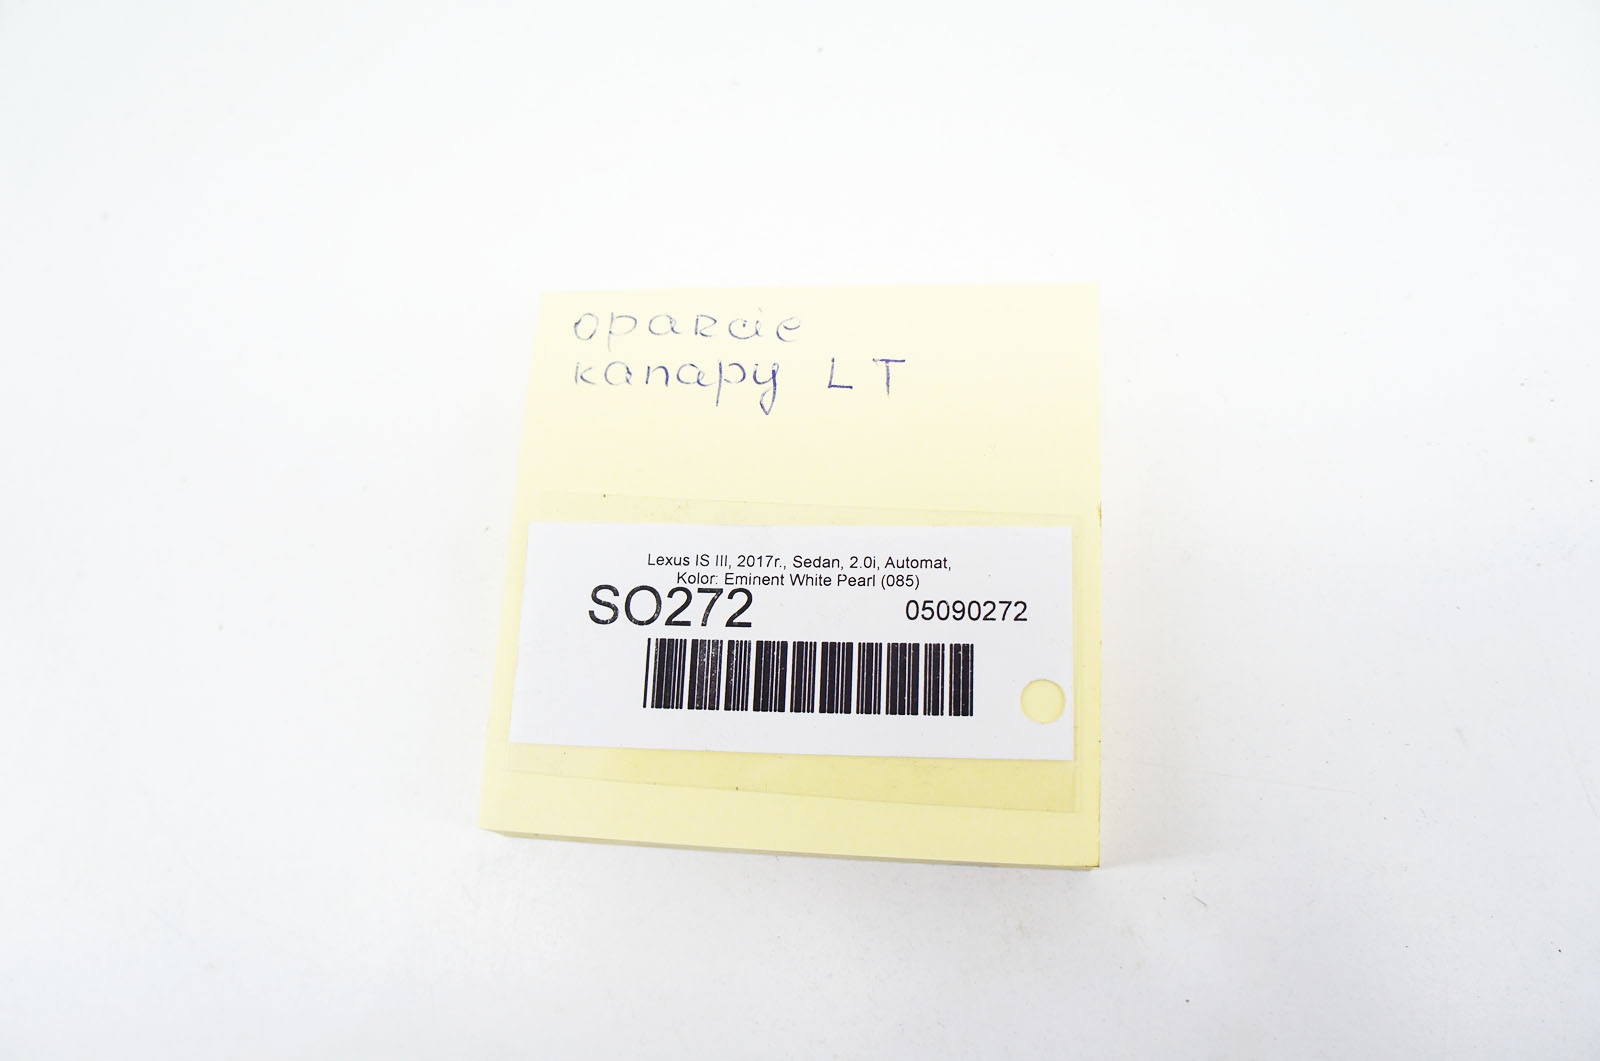 oparcie
kanapy LT
Lexus IS III, 2017r., Sedan, 2.0i, Automat,
Kolor: Eminent White Pearl (085)
SO272
05090272